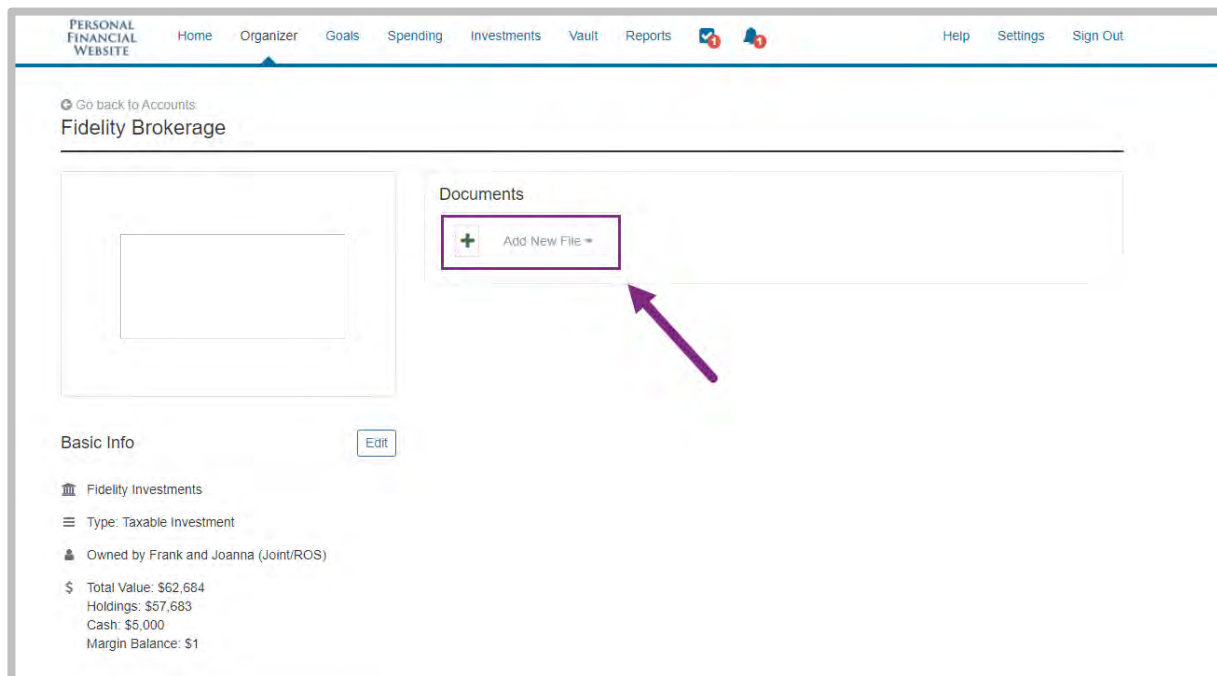 PERSONAL
FINANCIAL
WEBSITE
Home Organizer Goals Spending Investments Vault Reports 1 1 Help Settings Sign Out
Go back to Accounts
Fidelity Brokerage
Documents
Add New File
Basic Info Edit
Fidelity Investments
Type: Taxable Investment
Owned by Frank and Joanna (Joint/ROS)
$ Total Value: $62,684
Holdings: $57,683
Cash: $5,000
Margin Balance: $1